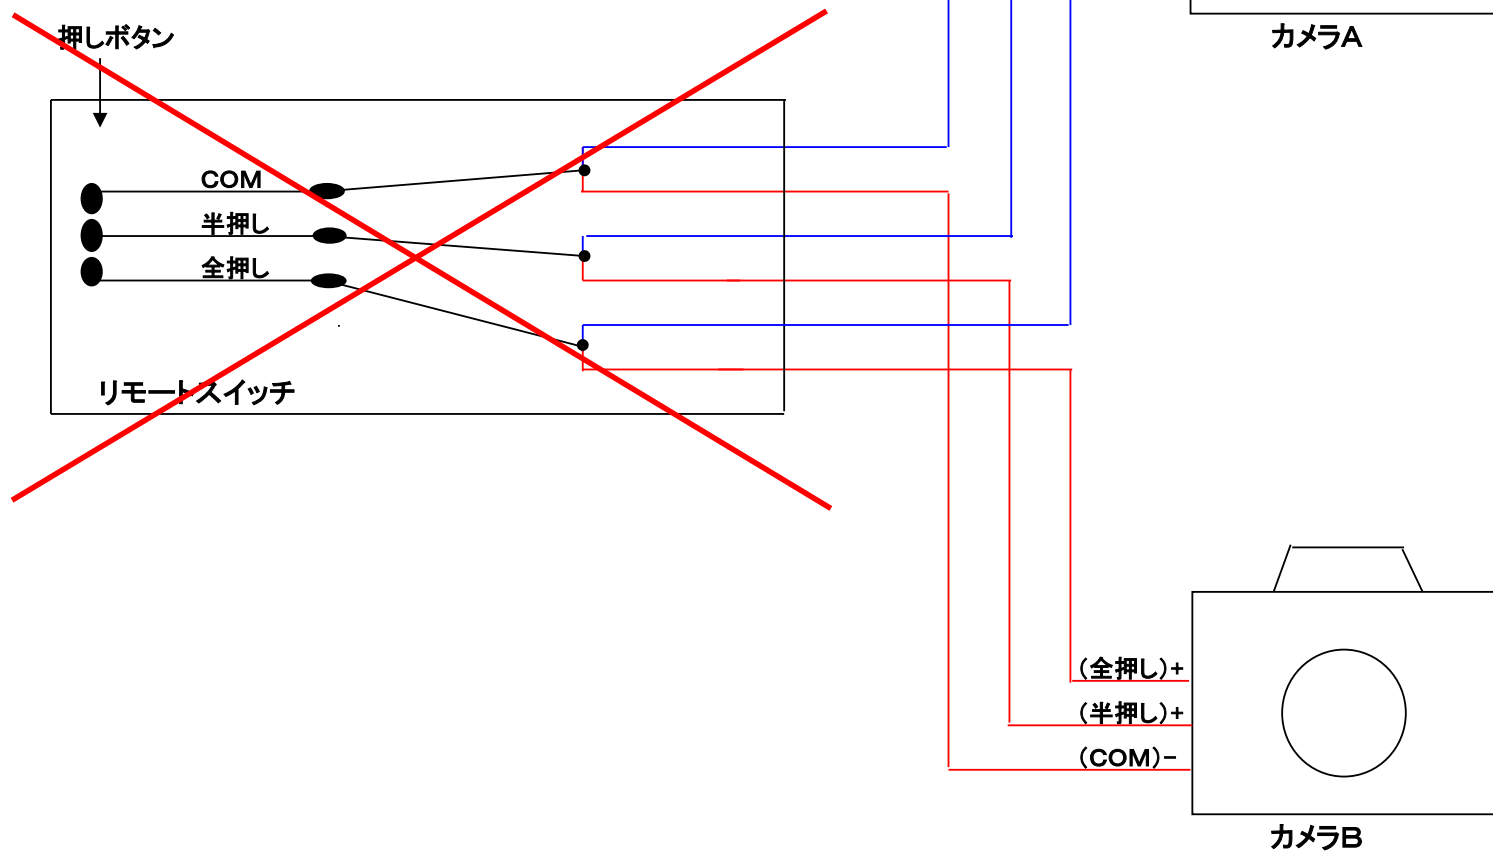 カメラA
押しボタン
COM
半押し
全押し
リモートスイッチ
(全押し)+
(半押し)+
(COM)-
カメラB